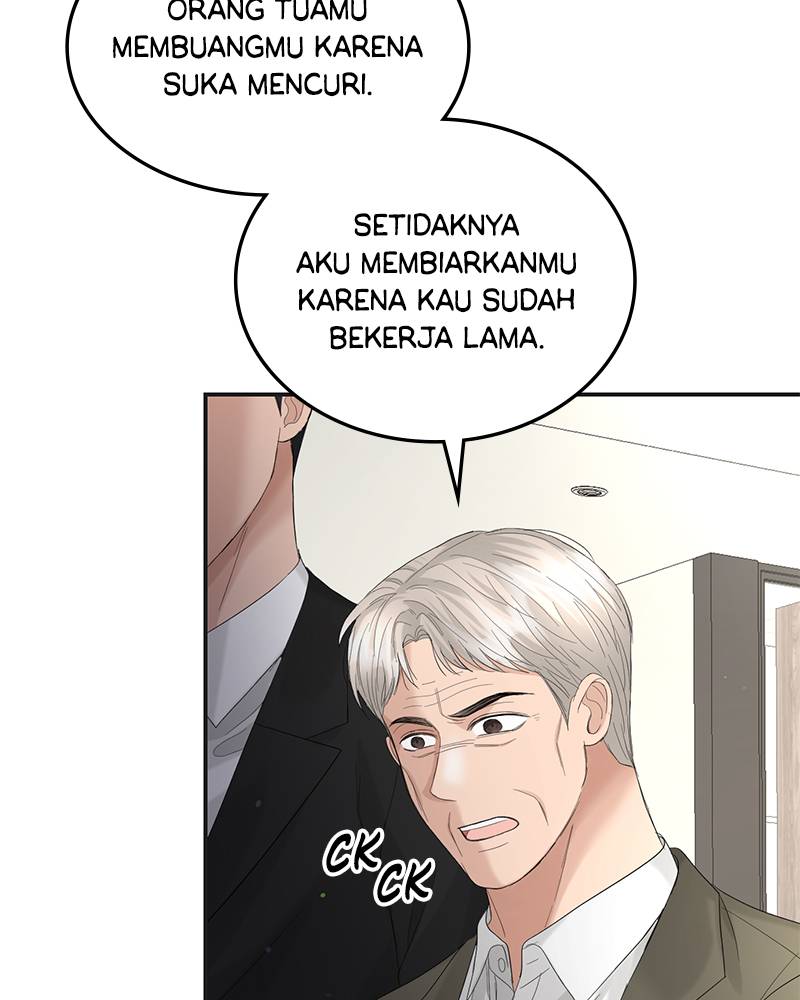 ORANG TUAMU
MEMBUANGMU KARENA
SUKA MENCURI.
SETIDAKNYA
AKU MEMBIARKANMU
KARENA KAU SUDAH
BEKERJA LAMA.
CK
CK